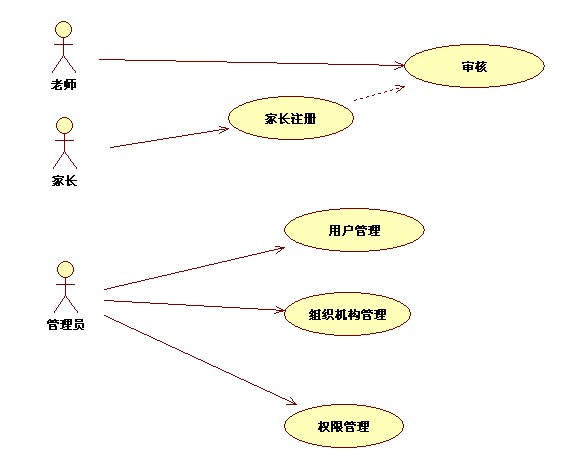 老师
审核
家长注册
家长
用户管理
管理员
组织机构管理
权限管理